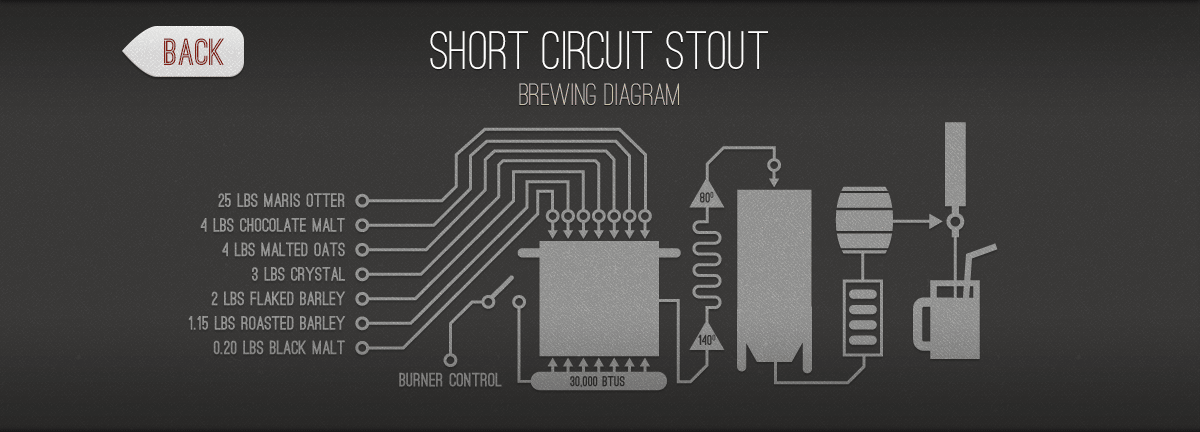 BACK
SHORT CIRCUIT STOUT
BREWING DIAGRAM
25 LBS MARIS OTTER
4 LBS CHOCOLATE MALT
4 LBS MALTED OATS
3 LBS CRYSTAL
2 LBS FLAKED BARLEY
1.15 LBS ROASTED BARLEY
0.20 LBS BLACK MALT
BURNER CONTROL
30,000 BTUS
80⁰
140⁰